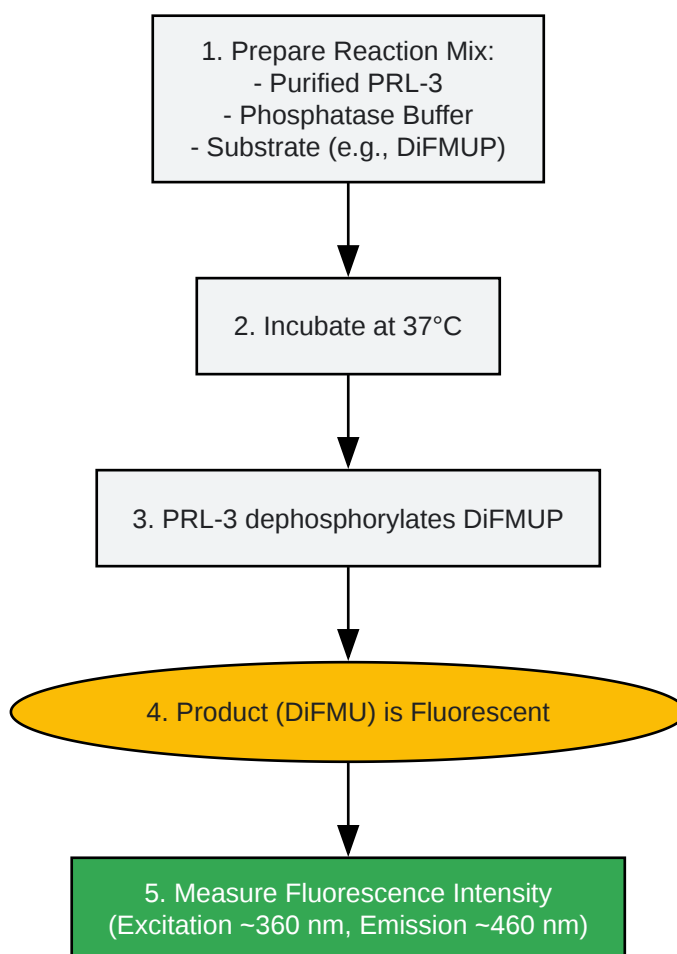 1. Prepare Reaction Mix:
- Purified PRL-3
- Phosphatase Buffer
- Substrate (e.g., DiFMUP)
2. Incubate at 37°C
3. PRL-3 dephosphorylates DiFMUP
4. Product (DiFMU) is Fluorescent
5. Measure Fluorescence Intensity
(Excitation ~360 nm, Emission ~460 nm)